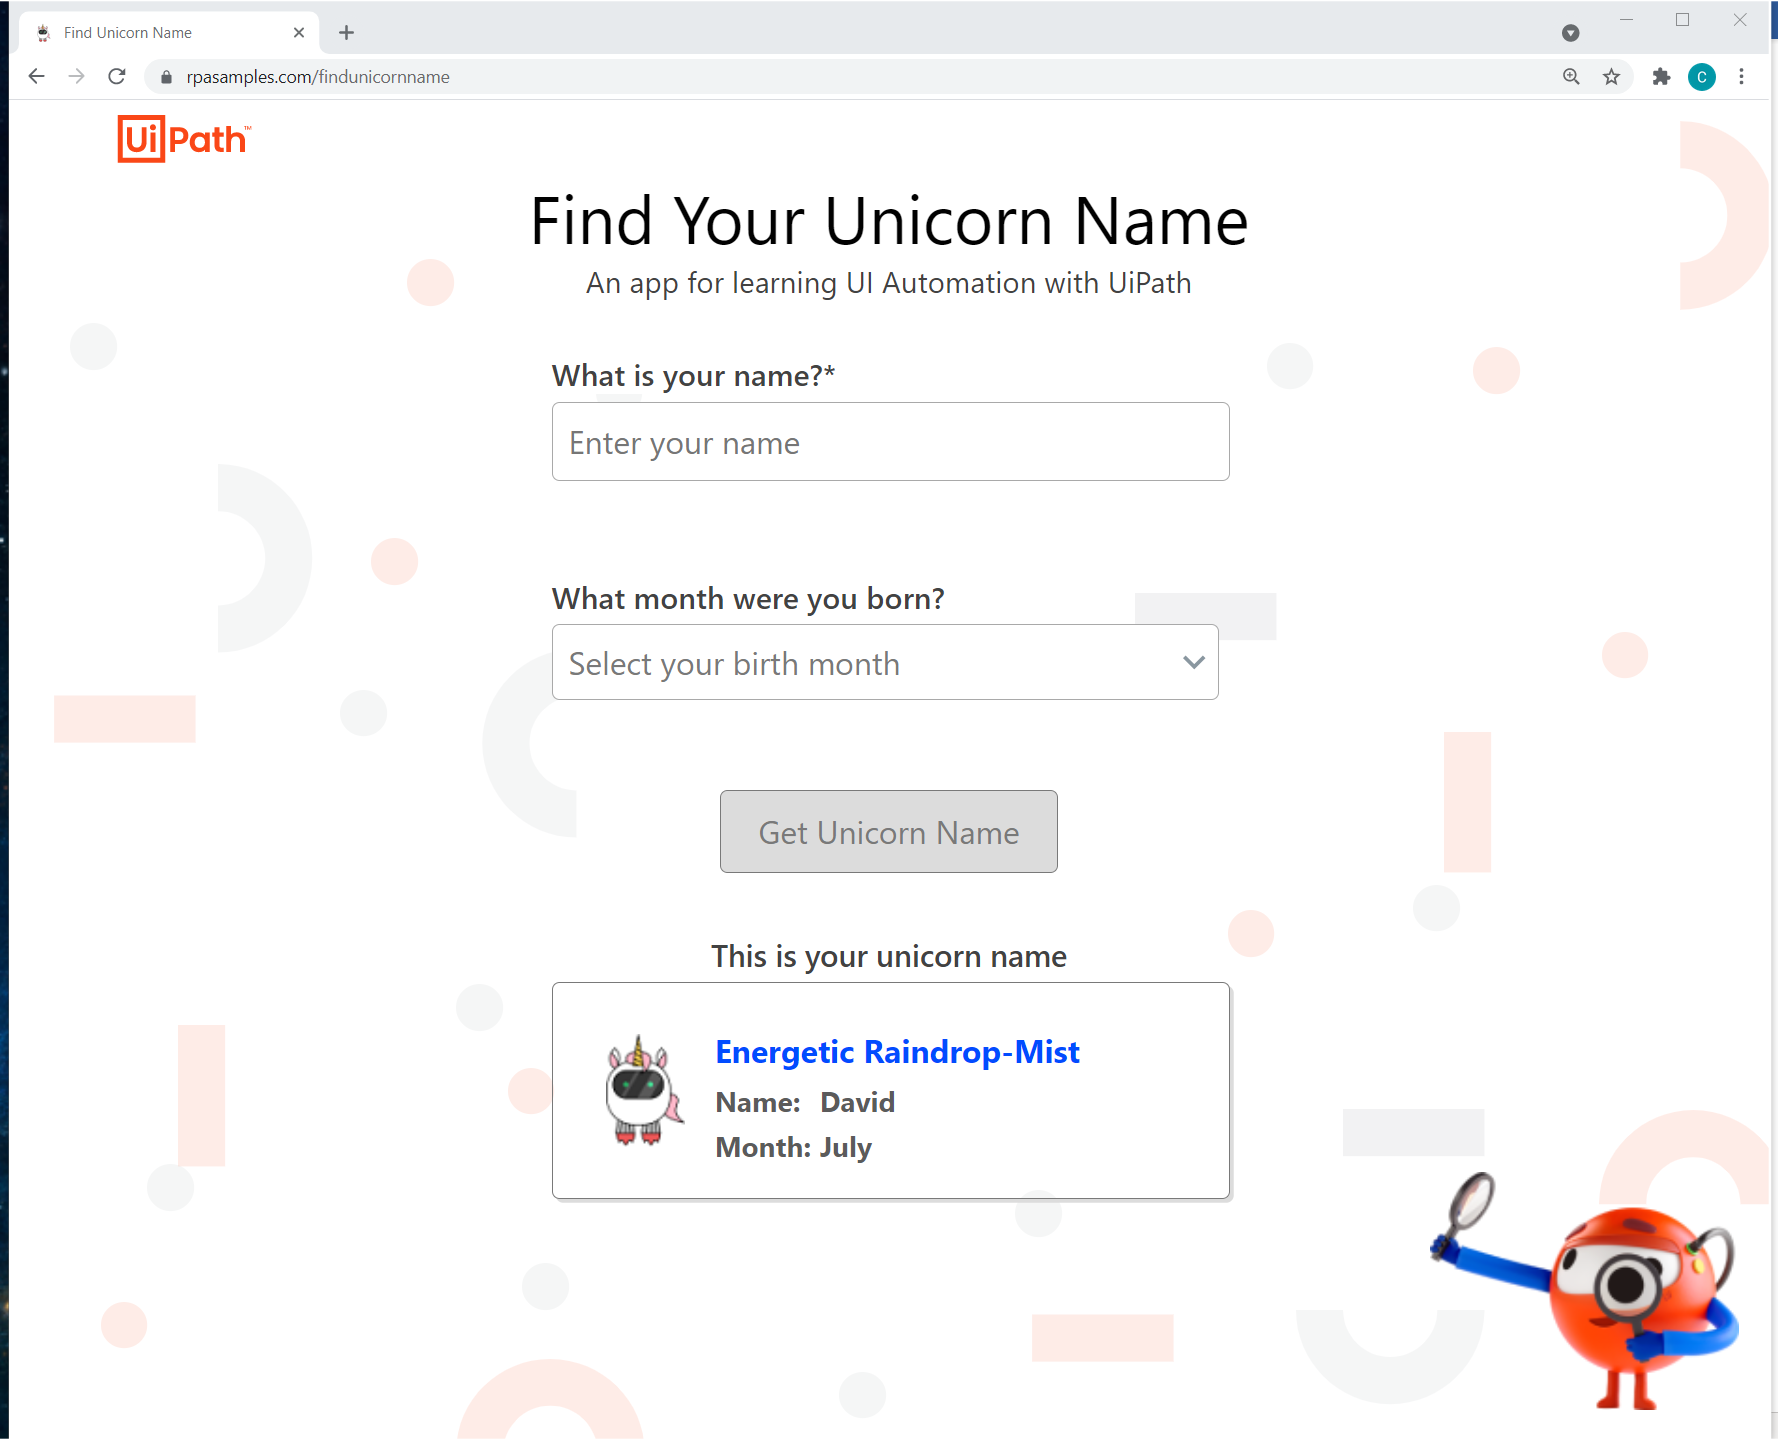 Find Unicorn Name
rpasamples.com/findunicornname
C
UiPath™
Find Your Unicorn Name
An app for learning UI Automation with UiPath
What is your name?*
Enter your name
What month were you born?
Select your birth month
Get Unicorn Name
This is your unicorn name
Energetic Raindrop-Mist
Name: David
Month: July